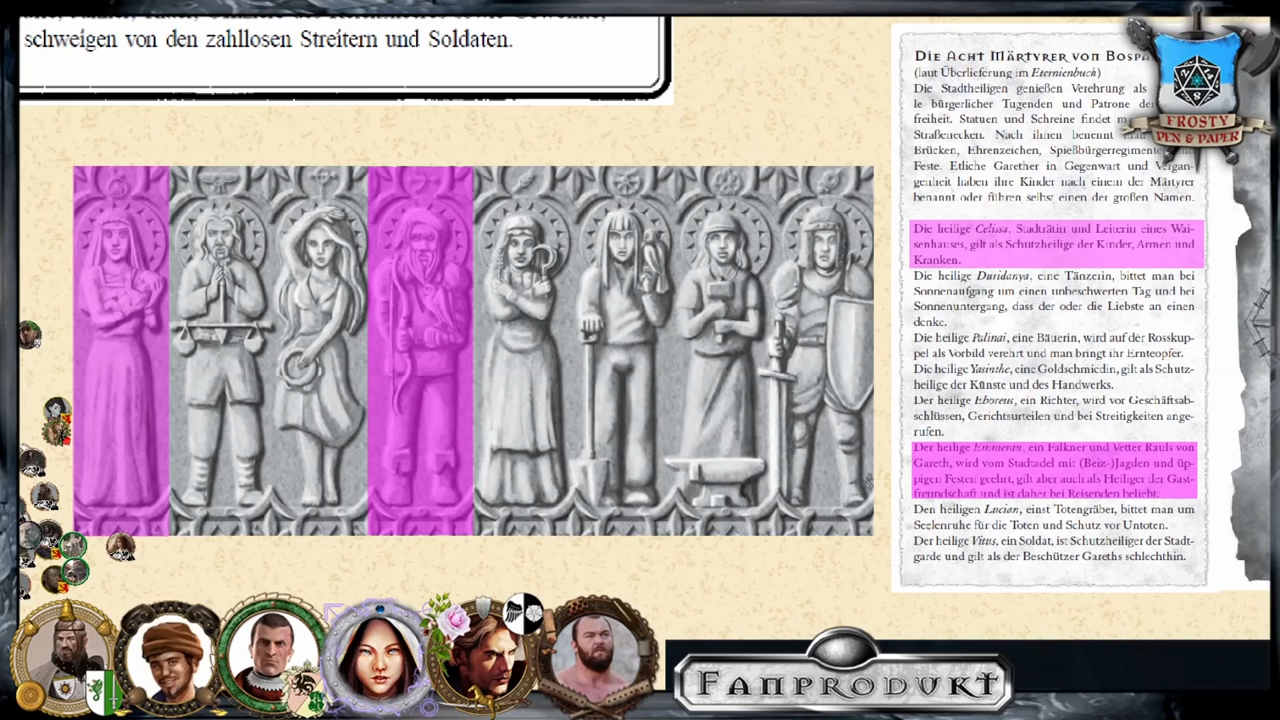 schweigen von den zahllosen Streitern und Soldaten.
Die Acht Märtyrer von
(laut Überlieferung im Eternienbuch)
Die Stadtheiligen genießen Verehrung als
le bürgerlicher Tugenden und Patrone
freiheit. Statuen und Schreine findet
Straßenecken. Nach ihnen benennt
Brücken, Ehrenzeichen, Spießbürgerregimente
Feste. Etliche Garether in Gegenwart und Vergan-
genheit haben ihre Kinder nach einem der Märtyrer
benannt oder führen selbst einen der großen Namen.
Die heilige Celissa, Stadträtin und Leiterin eines Wai-
senhauses, gilt als Schutzheilige der Kinder, Armen und
Kranken.
Die heilige Duridanya, eine Tänzerin, bittet man bei
Sonnenaufgang um einen unbeschwerten Tag und bei
Sonnenuntergang, dass der oder die Liebste an einen
denke.
Die heilige Palinai, eine Bäuerin, wird auf der Rosskup-
pel als Vorbild verehrt und man bringt ihr Ernteopfer.
Die heilige Yasinthe, eine Goldschmiedin, gilt als Schutz-
heilige der Künste und des Handwerks.
Der heilige Eboreus, ein Richter, wird vor Geschäftsab-
schlüssen, Gerichtsurteilen und bei Streitigkeiten ange-
rufen.
Der heilige Emmeran, ein Falkner und Vetter Rauls von
Gareth, wird vom Stadtadel mit (Beiz-)Jagden und üp-
pigen Festen geehrt, gilt aber auch als Heiliger der Gast-
freundschaft und ist daher bei Reisenden beliebt.
Den heiligen Lucian, einst Totengräber, bittet man um
Seelenruhe für die Toten und Schutz vor Untoten.
Der heilige Vitus, ein Soldat, ist Schutzheiliger der Stadt-
garde und gilt als der Beschützer Gareths schlechthin.
FROSTY
PEN & PAPER
FANPRODUKT